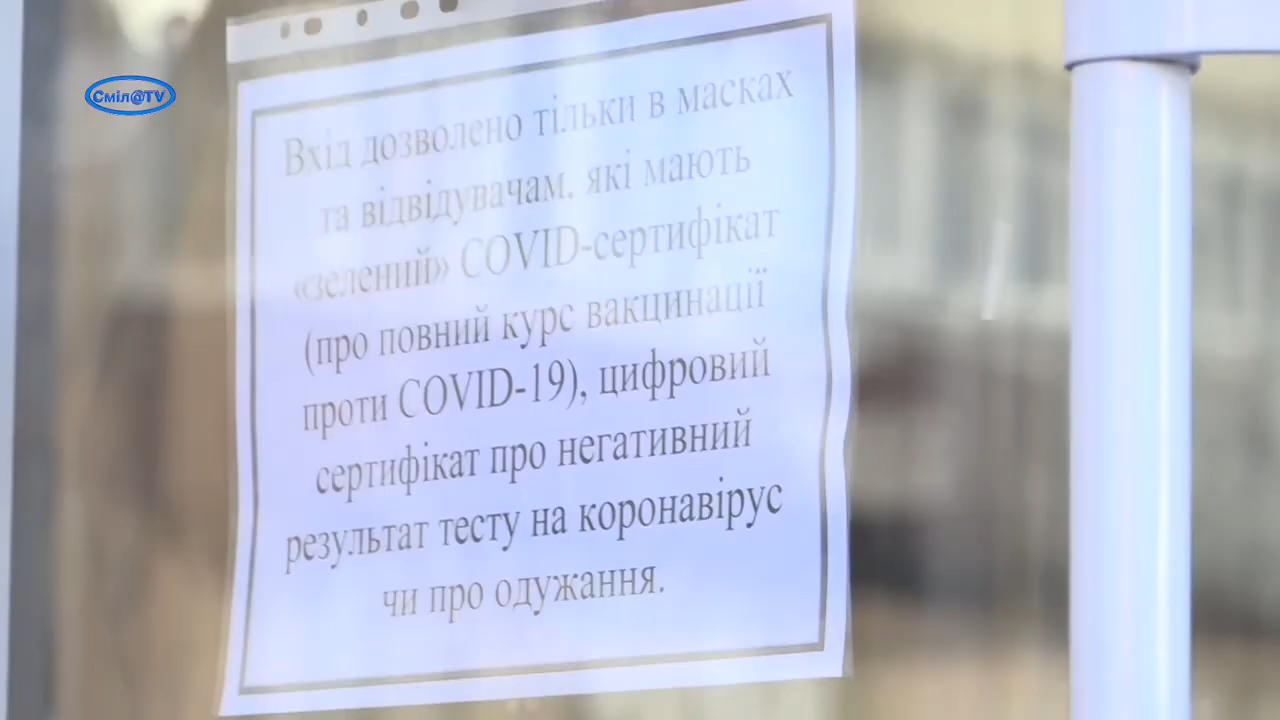 Сміл@TV
Вхід дозволено тільки в масках
та відвідувачам, які мають
«зелений» COVID-сертифікат
(про повний курс вакцинації
проти COVID-19), цифровий
сертифікат про негативний
результат тесту на коронавірус
чи про одужання.